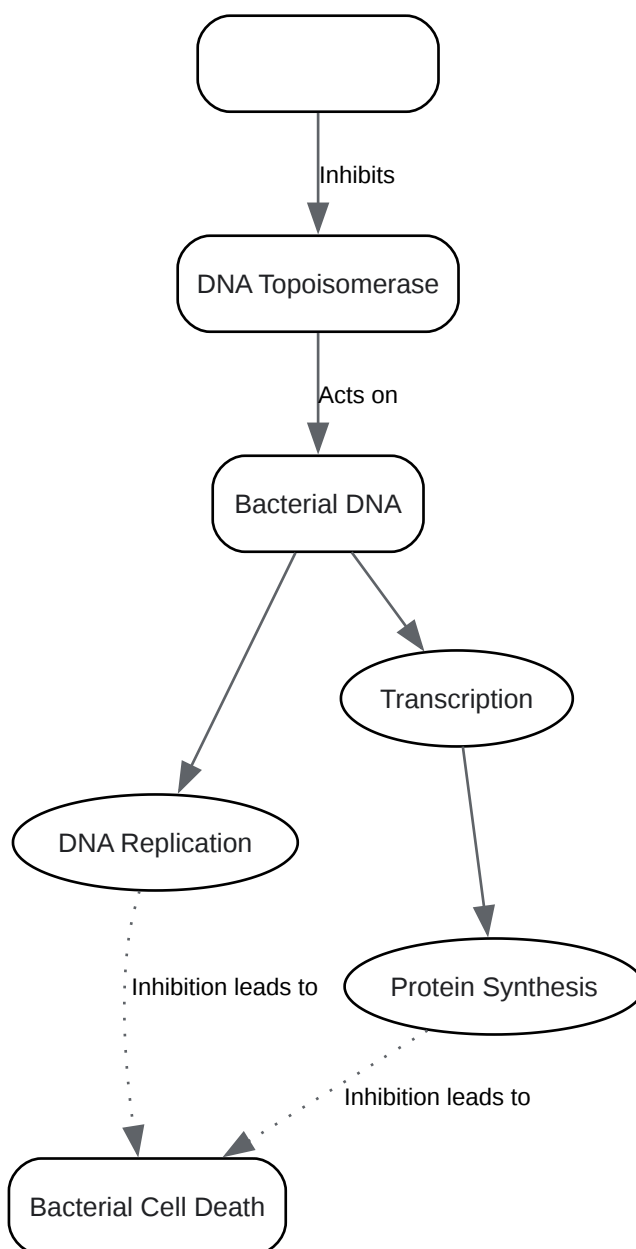 Inhibits
DNA Topoisomerase
Acts on
Bacterial DNA
Transcription
DNA Replication
Inhibition leads to
Protein Synthesis
Inhibition leads to
Bacterial Cell Death